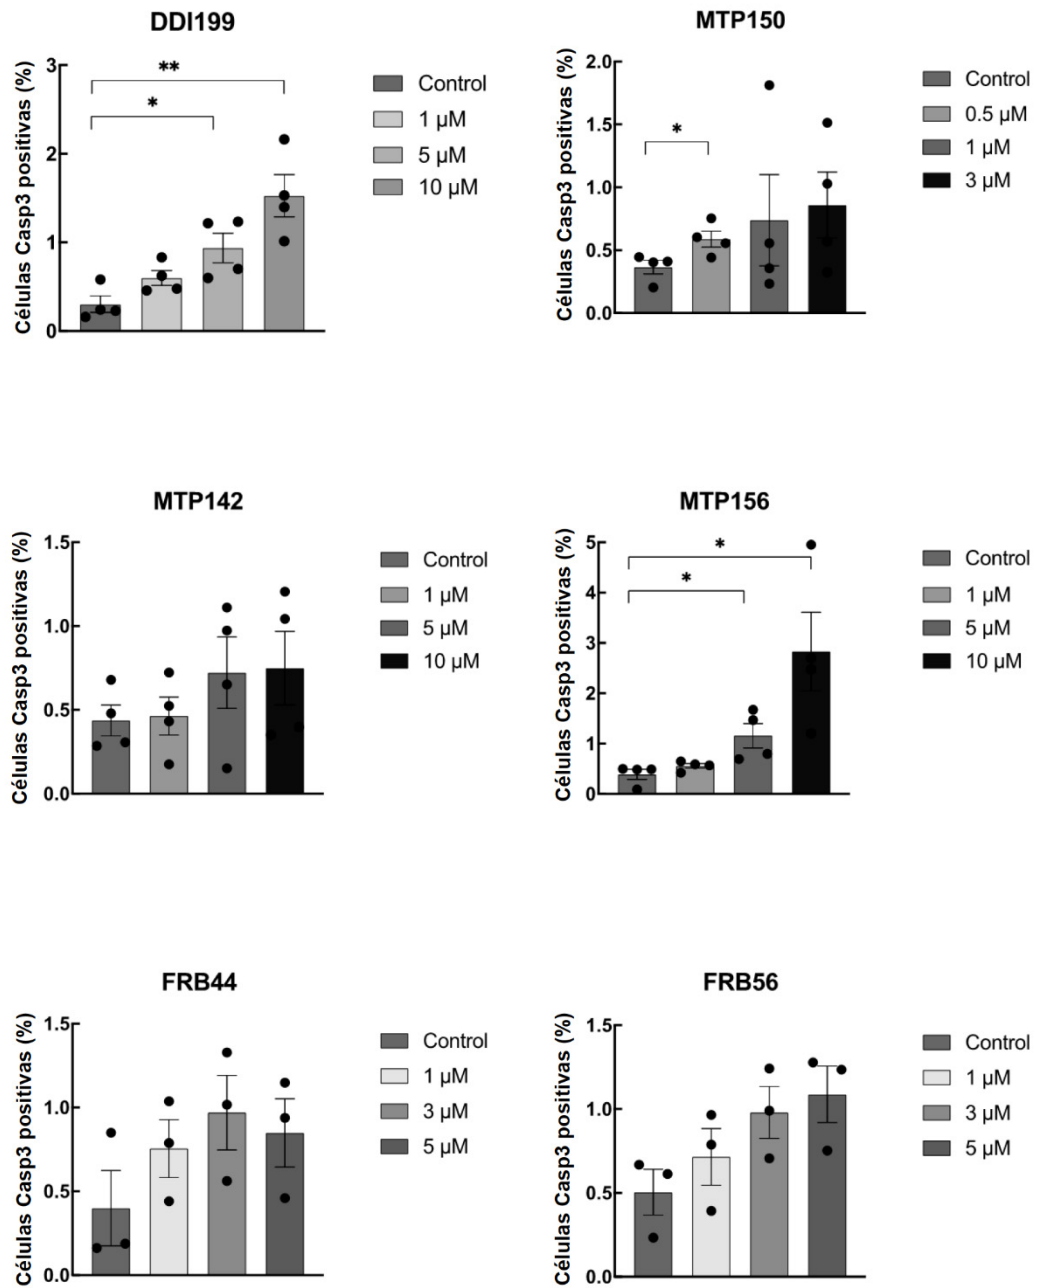 DDI199
Células Casp3 positivas (%)
3
2
1
0
**
*
Control
1 μM
5 μM
10 μM
MTP150
Células Casp3 positivas (%)
2.0
1.5
1.0
0.5
0.0
*
Control
0.5 μM
1 μM
3 μM
MTP142
Células Casp3 positivas (%)
1.5
1.0
0.5
0.0
Control
1 μM
5 μM
10 μM
MTP156
Células Casp3 positivas (%)
5
4
3
2
1
0
*
*
Control
1 μM
5 μM
10 μM
FRB44
Células Casp3 positivas (%)
1.5
1.0
0.5
0.0
Control
1 μM
3 μM
5 μM
FRB56
Células Casp3 positivas (%)
1.5
1.0
0.5
0.0
Control
1 μM
3 μM
5 μM